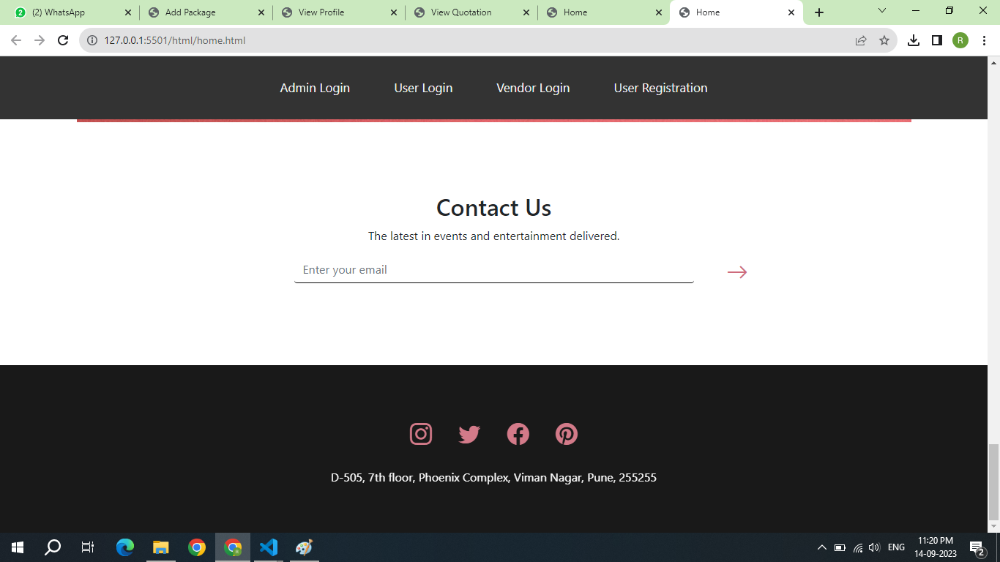 (2) WhatsApp
Add Package
View Profile
View Quotation
Home
Home
127.0.0.1:5501/html/home.html
R
Admin Login
User Login
Vendor Login
User Registration
Contact Us
The latest in events and entertainment delivered.
Enter your email
D-505, 7th floor, Phoenix Complex, Viman Nagar, Pune, 255255
ENG
11:20 PM
14-09-2023
2